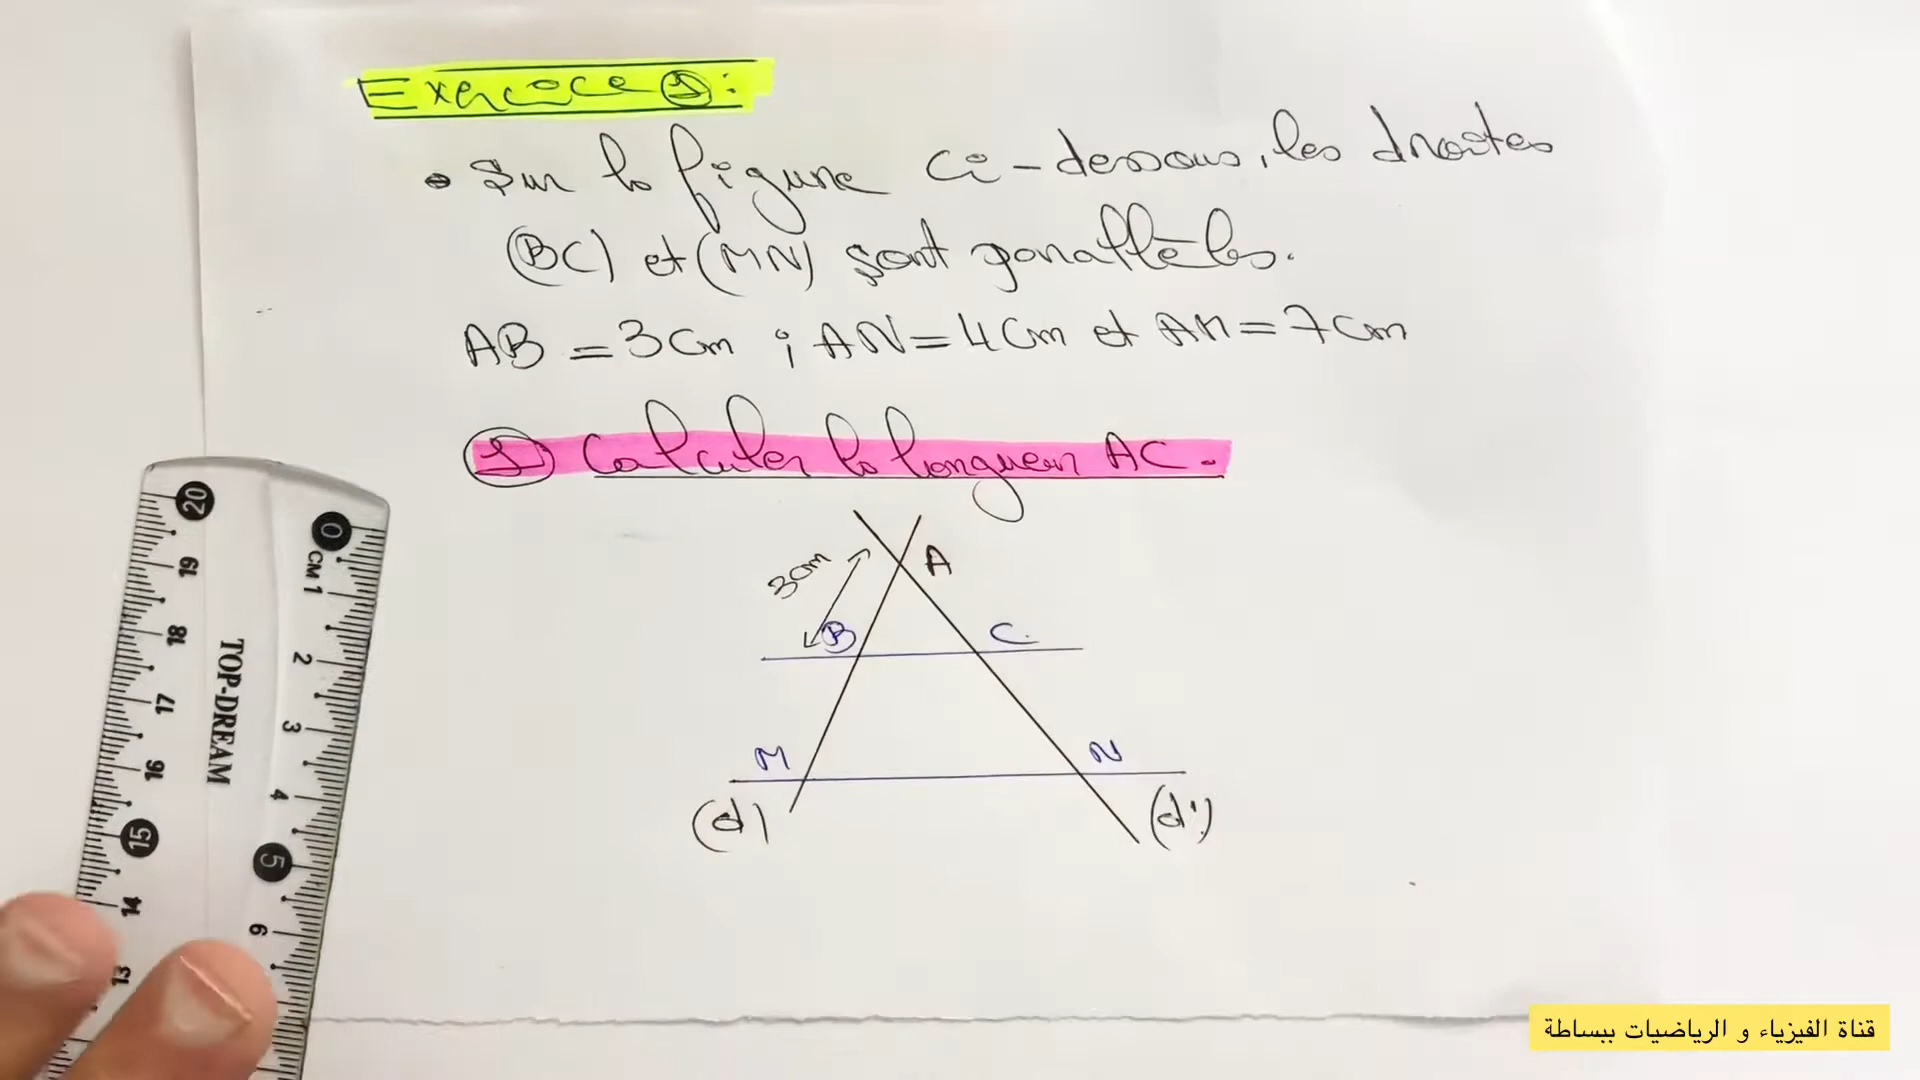 Exercice 1:
• Sur la figure ci-dessous, les droites
(BC) et (MN) sont parallèles.
AB = 3cm ; AN = 4cm et AM = 7cm
1 Calculer la longueur AC.
3cm
A
B
C
M
N
(d)
(d')
20
19
18
17
16
15
14
13
TOP-DREAM
0
CM 1
2
3
4
5
6
قناة الفيزياء و الرياضيات ببساطة